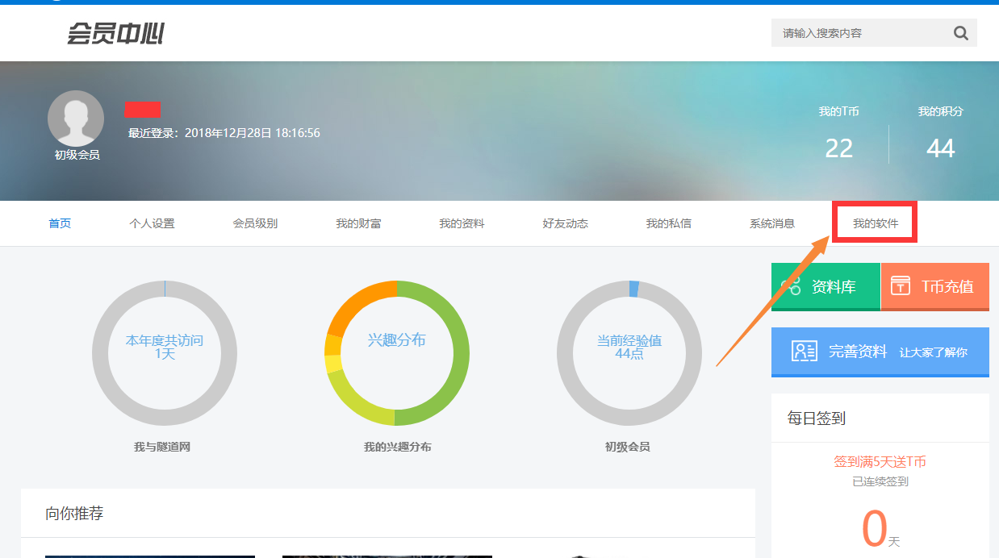 会员中心
请输入搜索内容
最近登录：2018年12月28日 18:16:56
初级会员
我的T币
22
我的积分
44
首页
个人设置
会员级别
我的财富
我的资料
好友动态
我的私信
系统消息
我的软件
本年度共访问
1天
我与隧道网
兴趣分布
我的兴趣分布
当前经验值
44点
初级会员
资料库
T币充值
完善资料 让大家了解你
每日签到
签到满5天送T币
已连续签到
0天
向你推荐